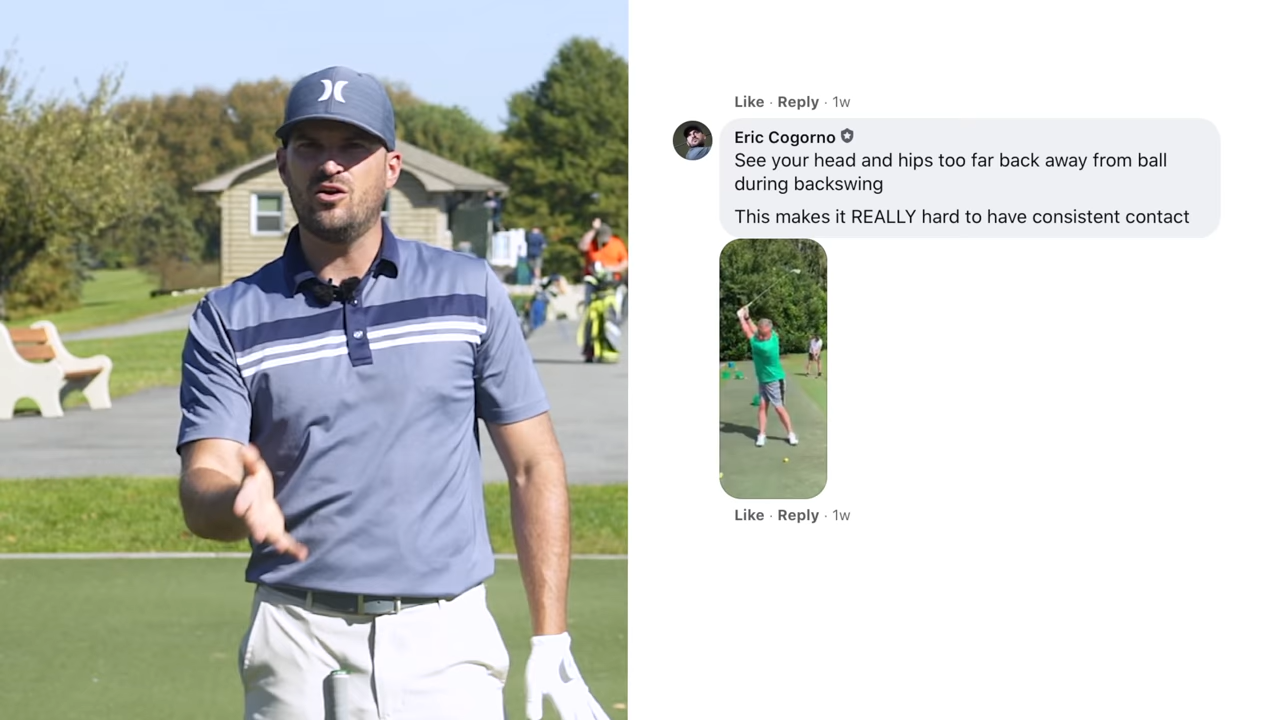 Like · Reply · 1w
Eric Cogorno
See your head and hips too far back away from ball
during backswing
This makes it REALLY hard to have consistent contact
Like · Reply · 1w